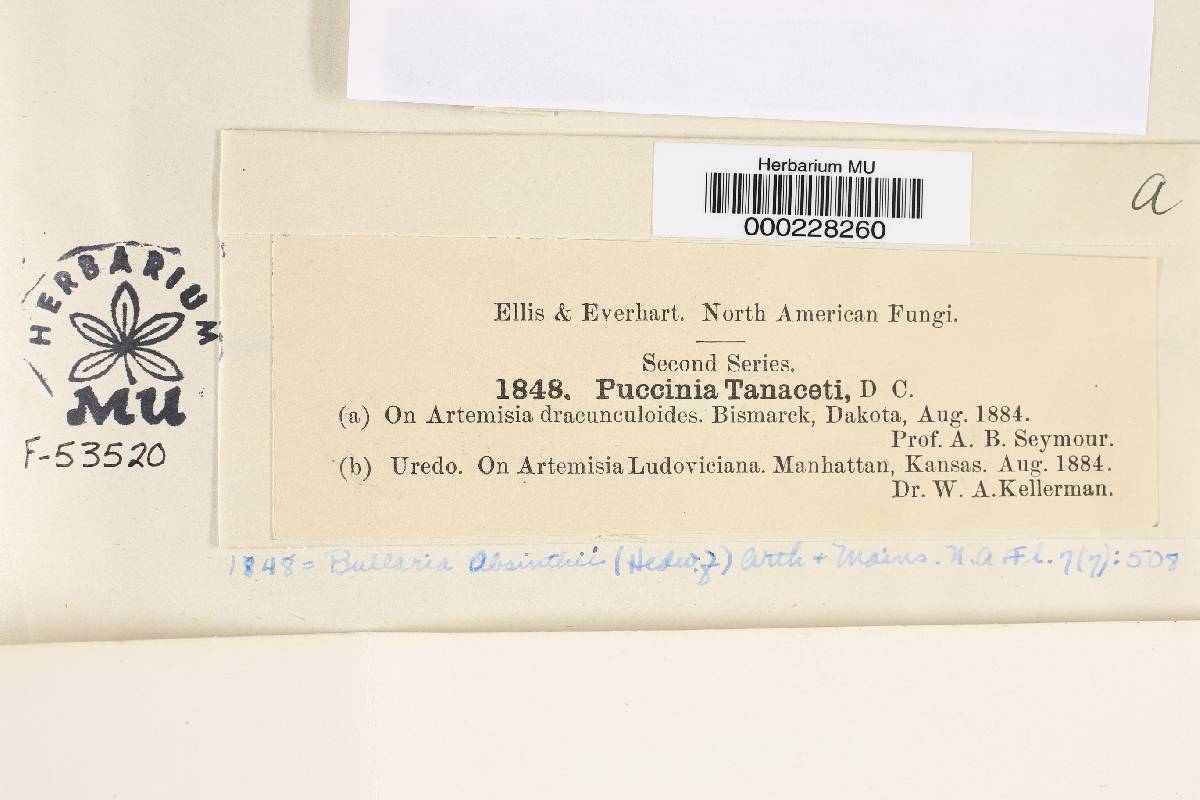 Herbarium MU
000228260
a
HERBARIUM
MU
F-53520
Ellis & Everhart. North American Fungi.
Second Series.
1848. Puccinia Tanaceti, D C.
(a) On Artemisia dracunculoides. Bismarck, Dakota, Aug. 1884.
Prof. A. B. Seymour.
(b) Uredo. On Artemisia Ludoviciana. Manhattan, Kansas. Aug. 1884.
Dr. W. A. Kellerman.
1848 = Bullaria Absinthii (Hedw. f) Arth + Mains. N. A. Fl. 7(7): 508